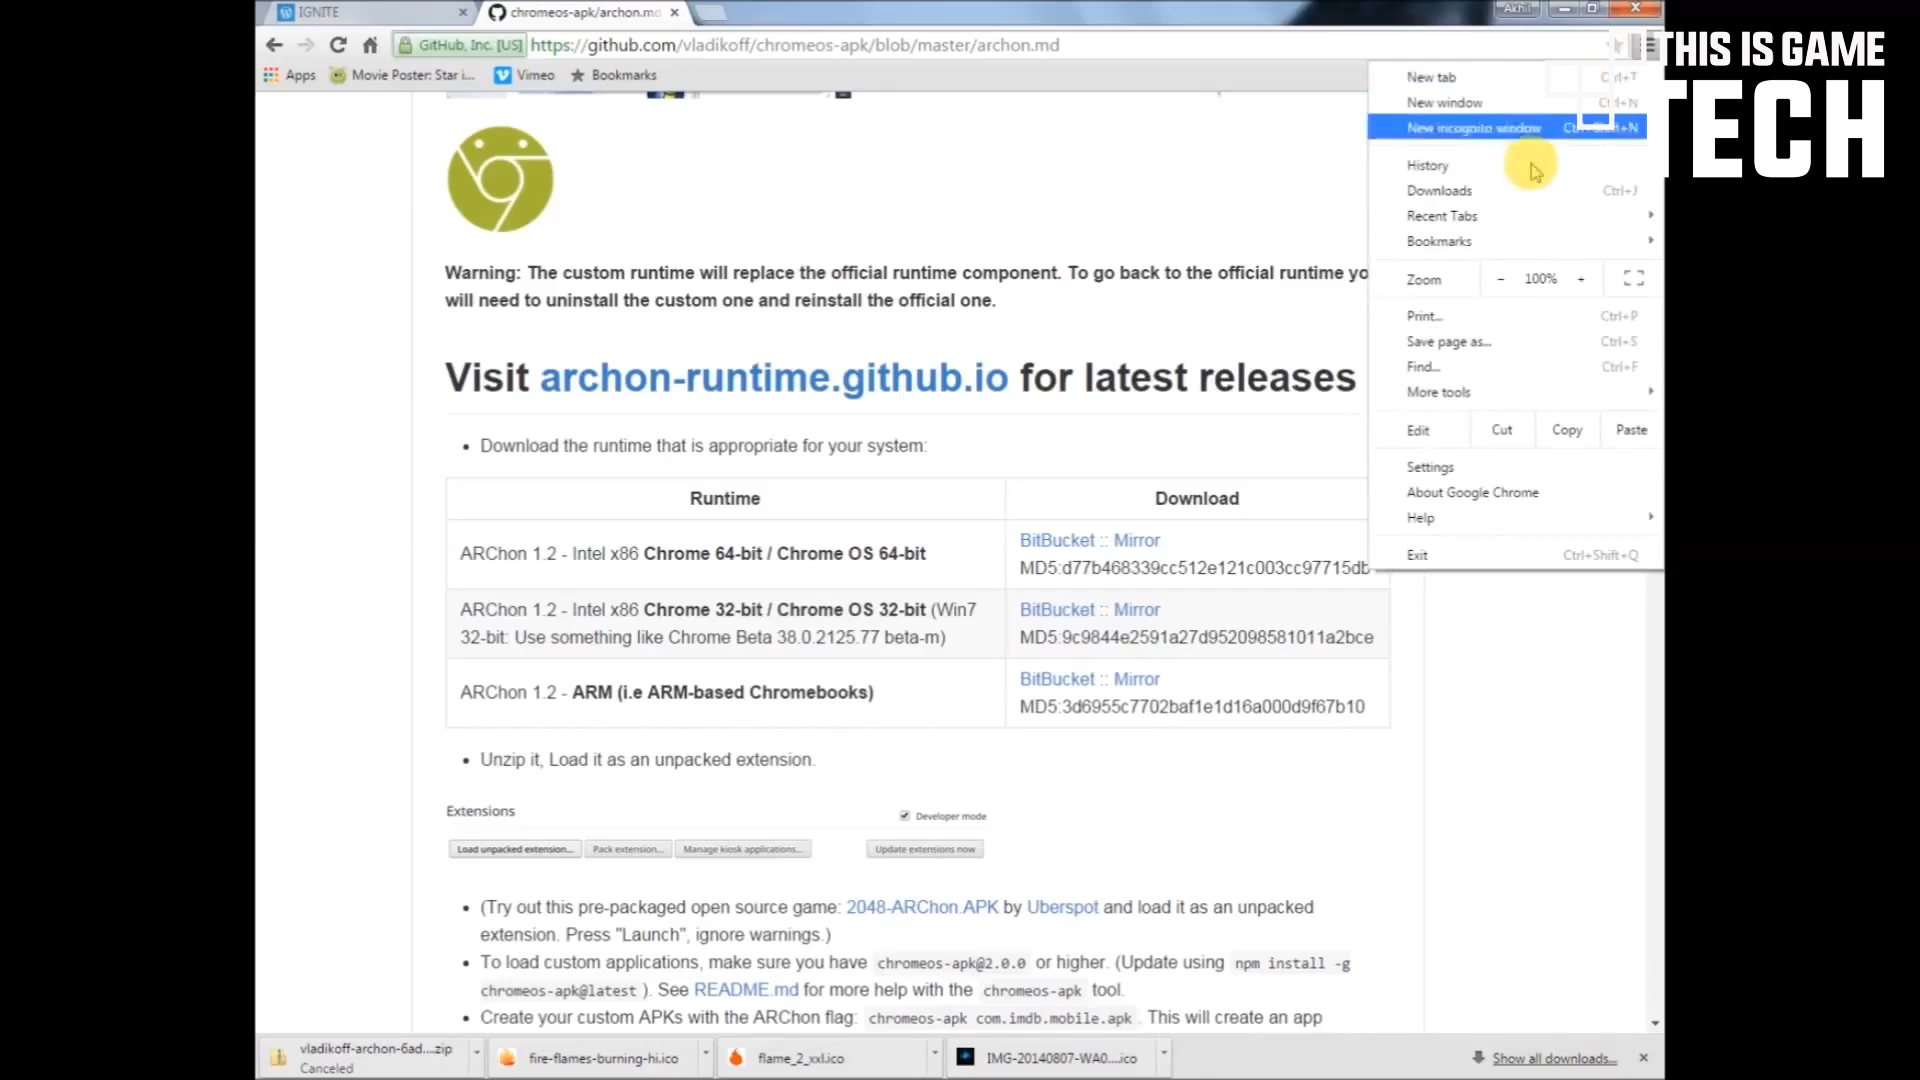 IGNITE
chromeos-apk/archon.md
Akhil
GitHub, Inc. [US] https://github.com/vladikoff/chromeos-apk/blob/master/archon.md
Apps Movie Poster: Star i... Vimeo Bookmarks
THIS IS GAME
TECH
New tab Ctrl+T
New window Ctrl+N
New incognito window Ctrl+Shift+N
History
Downloads Ctrl+J
Recent Tabs
Bookmarks
Zoom − 100% +
Print... Ctrl+P
Save page as... Ctrl+S
Find... Ctrl+F
More tools
Edit Cut Copy Paste
Settings
About Google Chrome
Help
Exit Ctrl+Shift+Q
Warning: The custom runtime will replace the official runtime component. To go back to the official runtime yo
will need to uninstall the custom one and reinstall the official one.
Visit archon-runtime.github.io for latest releases
• Download the runtime that is appropriate for your system:
Runtime Download
ARChon 1.2 - Intel x86 Chrome 64-bit / Chrome OS 64-bit
BitBucket :: Mirror
MD5:d77b468339cc512e121c003cc97715db
ARChon 1.2 - Intel x86 Chrome 32-bit / Chrome OS 32-bit (Win7
32-bit: Use something like Chrome Beta 38.0.2125.77 beta-m)
BitBucket :: Mirror
MD5:9c9844e2591a27d952098581011a2bce
ARChon 1.2 - ARM (i.e ARM-based Chromebooks)
BitBucket :: Mirror
MD5:3d6955c7702baf1e1d16a000d9f67b10
• Unzip it, Load it as an unpacked extension.
Extensions Developer mode
Load unpacked extension... Pack extension... Manage kiosk applications... Update extensions now
• (Try out this pre-packaged open source game: 2048-ARChon.APK by Uberspot and load it as an unpacked
extension. Press "Launch", ignore warnings.)
• To load custom applications, make sure you have chromeos-apk@2.0.0 or higher. (Update using npm install -g
chromeos-apk@latest ). See README.md for more help with the chromeos-apk tool.
• Create your custom APKs with the ARChon flag: chromeos-apk com.imdb.mobile.apk . This will create an app
vladikoff-archon-6ad....zip
Canceled
fire-flames-burning-hi.ico
flame_2_xxl.ico
IMG-20140807-WA0....ico
Show all downloads...